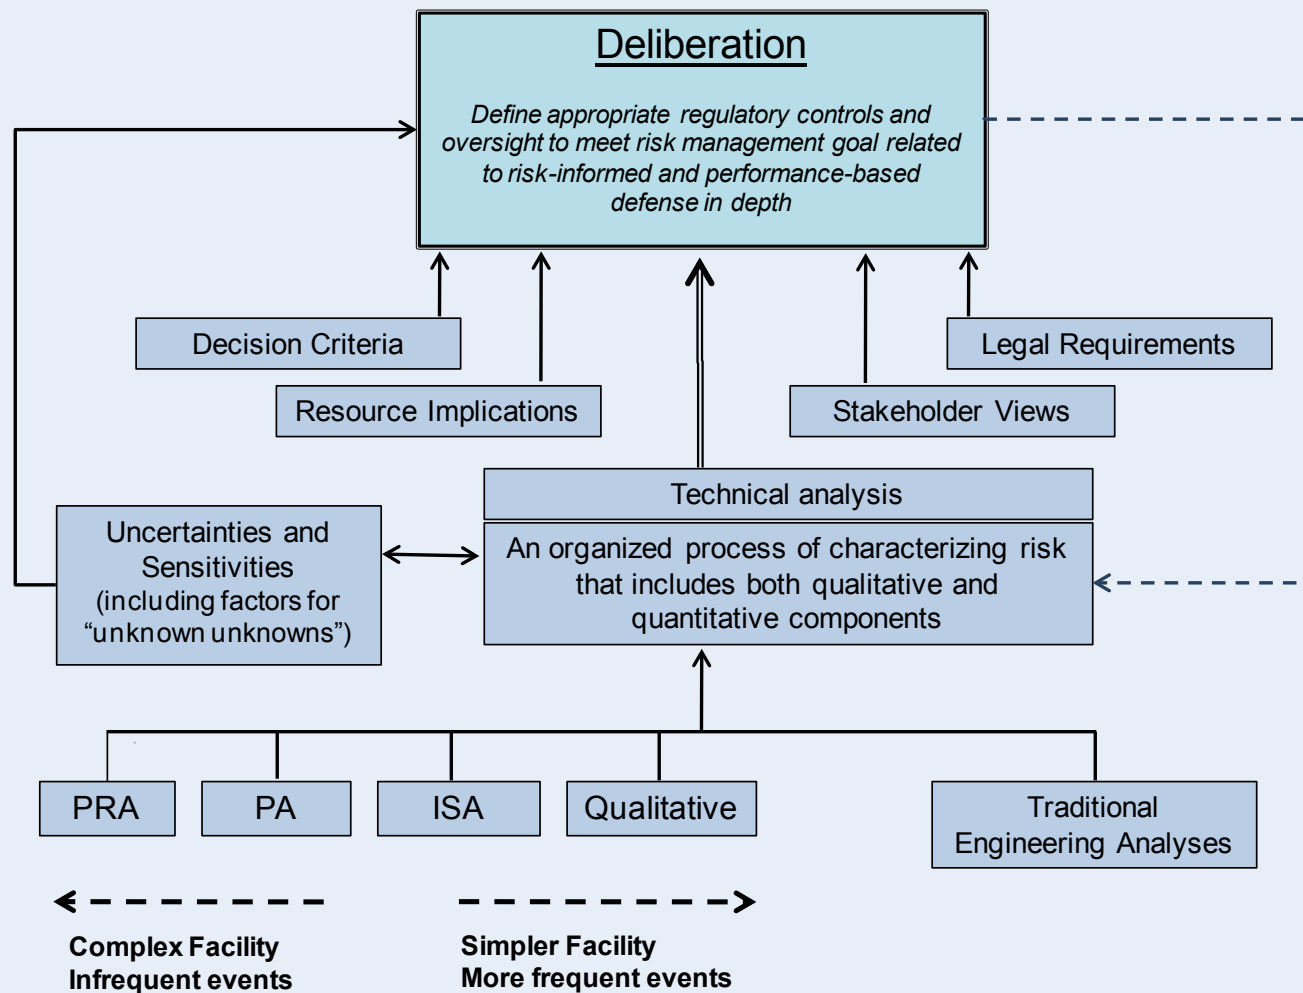 Deliberation
Define appropriate regulatory controls and
oversight to meet risk management goal related
to risk-informed and performance-based
defense in depth
Decision Criteria
Legal Requirements
Resource Implications
Stakeholder Views
Technical analysis
Uncertainties and
Sensitivities
(including factors for
“unknown unknowns”)
An organized process of characterizing risk
that includes both qualitative and
quantitative components
PRA
PA
ISA
Qualitative
Traditional
Engineering Analyses
Complex Facility
Infrequent events
Simpler Facility
More frequent events